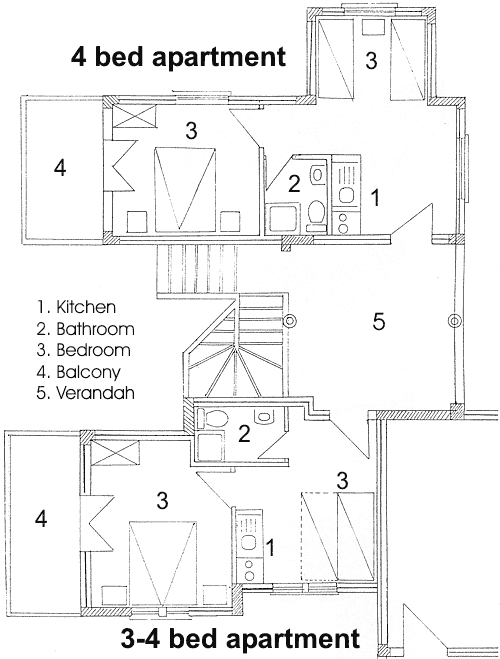 4 bed apartment
3
3
4
2
1
1. Kitchen
2. Bathroom
3. Bedroom
4. Balcony
5. Verandah
5
2
3
3
4
1
3-4 bed apartment